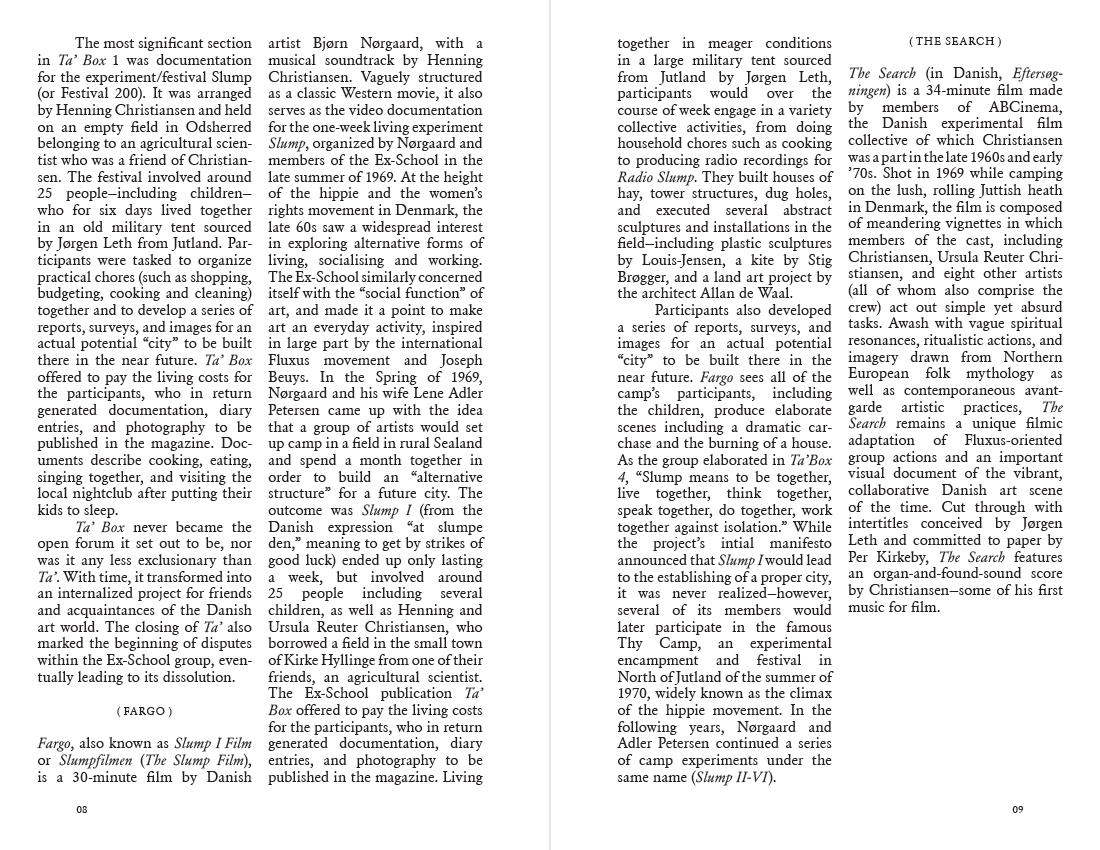 The most significant section
in Ta’ Box 1 was documentation
for the experiment/festival Slump
(or Festival 200). It was arranged
by Henning Christiansen and held
on an empty field in Odsherred
belonging to an agricultural scien-
tist who was a friend of Christian-
sen. The festival involved around
25 people—including children—
who for six days lived together
in an old military tent sourced
by Jørgen Leth from Jutland. Par-
ticipants were tasked to organize
practical chores (such as shopping,
budgeting, cooking and cleaning)
together and to develop a series of
reports, surveys, and images for an
actual potential “city” to be built
there in the near future. Ta’ Box
offered to pay the living costs for
the participants, who in return
generated documentation, diary
entries, and photography to be
published in the magazine. Doc-
uments describe cooking, eating,
singing together, and visiting the
local nightclub after putting their
kids to sleep.
Ta’ Box never became the
open forum it set out to be, nor
was it any less exclusionary than
Ta’. With time, it transformed into
an internalized project for friends
and acquaintances of the Danish
art world. The closing of Ta’ also
marked the beginning of disputes
within the Ex-School group, even-
tually leading to its dissolution.
( FARGO )
Fargo, also known as Slump I Film
or Slumpfilmen (The Slump Film),
is a 30-minute film by Danish
artist Bjørn Nørgaard, with a
musical soundtrack by Henning
Christiansen. Vaguely structured
as a classic Western movie, it also
serves as the video documentation
for the one-week living experiment
Slump, organized by Nørgaard and
members of the Ex-School in the
late summer of 1969. At the height
of the hippie and the women’s
rights movement in Denmark, the
late 60s saw a widespread interest
in exploring alternative forms of
living, socialising and working.
The Ex-School similarly concerned
itself with the “social function” of
art, and made it a point to make
art an everyday activity, inspired
in large part by the international
Fluxus movement and Joseph
Beuys. In the Spring of 1969,
Nørgaard and his wife Lene Adler
Petersen came up with the idea
that a group of artists would set
up camp in a field in rural Sealand
and spend a month together in
order to build an “alternative
structure” for a future city. The
outcome was Slump I (from the
Danish expression “at slumpe
den,” meaning to get by strikes of
good luck) ended up only lasting
a week, but involved around
25 people including several
children, as well as Henning and
Ursula Reuter Christiansen, who
borrowed a field in the small town
of Kirke Hyllinge from one of their
friends, an agricultural scientist.
The Ex-School publication Ta’
Box offered to pay the living costs
for the participants, who in return
generated documentation, diary
entries, and photography to be
published in the magazine. Living
08
together in meager conditions
in a large military tent sourced
from Jutland by Jørgen Leth,
participants would over the
course of week engage in a variety
collective activities, from doing
household chores such as cooking
to producing radio recordings for
Radio Slump. They built houses of
hay, tower structures, dug holes,
and executed several abstract
sculptures and installations in the
field—including plastic sculptures
by Louis-Jensen, a kite by Stig
Brøgger, and a land art project by
the architect Allan de Waal.
Participants also developed
a series of reports, surveys, and
images for an actual potential
“city” to be built there in the
near future. Fargo sees all of the
camp’s participants, including
the children, produce elaborate
scenes including a dramatic car-
chase and the burning of a house.
As the group elaborated in Ta’Box
4, “Slump means to be together,
live together, think together,
speak together, do together, work
together against isolation.” While
the project’s intial manifesto
announced that Slump I would lead
to the establishing of a proper city,
it was never realized—however,
several of its members would
later participate in the famous
Thy Camp, an experimental
encampment and festival in
North of Jutland of the summer of
1970, widely known as the climax
of the hippie movement. In the
following years, Nørgaard and
Adler Petersen continued a series
of camp experiments under the
same name (Slump II-VI).
( THE SEARCH )
The Search (in Danish, Eftersøg-
ningen) is a 34-minute film made
by members of ABCinema,
the Danish experimental film
collective of which Christiansen
was a part in the late 1960s and early
’70s. Shot in 1969 while camping
on the lush, rolling Juttish heath
in Denmark, the film is composed
of meandering vignettes in which
members of the cast, including
Christiansen, Ursula Reuter Chri-
stiansen, and eight other artists
(all of whom also comprise the
crew) act out simple yet absurd
tasks. Awash with vague spiritual
resonances, ritualistic actions, and
imagery drawn from Northern
European folk mythology as
well as contemporaneous avant-
garde artistic practices, The
Search remains a unique filmic
adaptation of Fluxus-oriented
group actions and an important
visual document of the vibrant,
collaborative Danish art scene
of the time. Cut through with
intertitles conceived by Jørgen
Leth and committed to paper by
Per Kirkeby, The Search features
an organ-and-found-sound score
by Christiansen—some of his first
music for film.
09